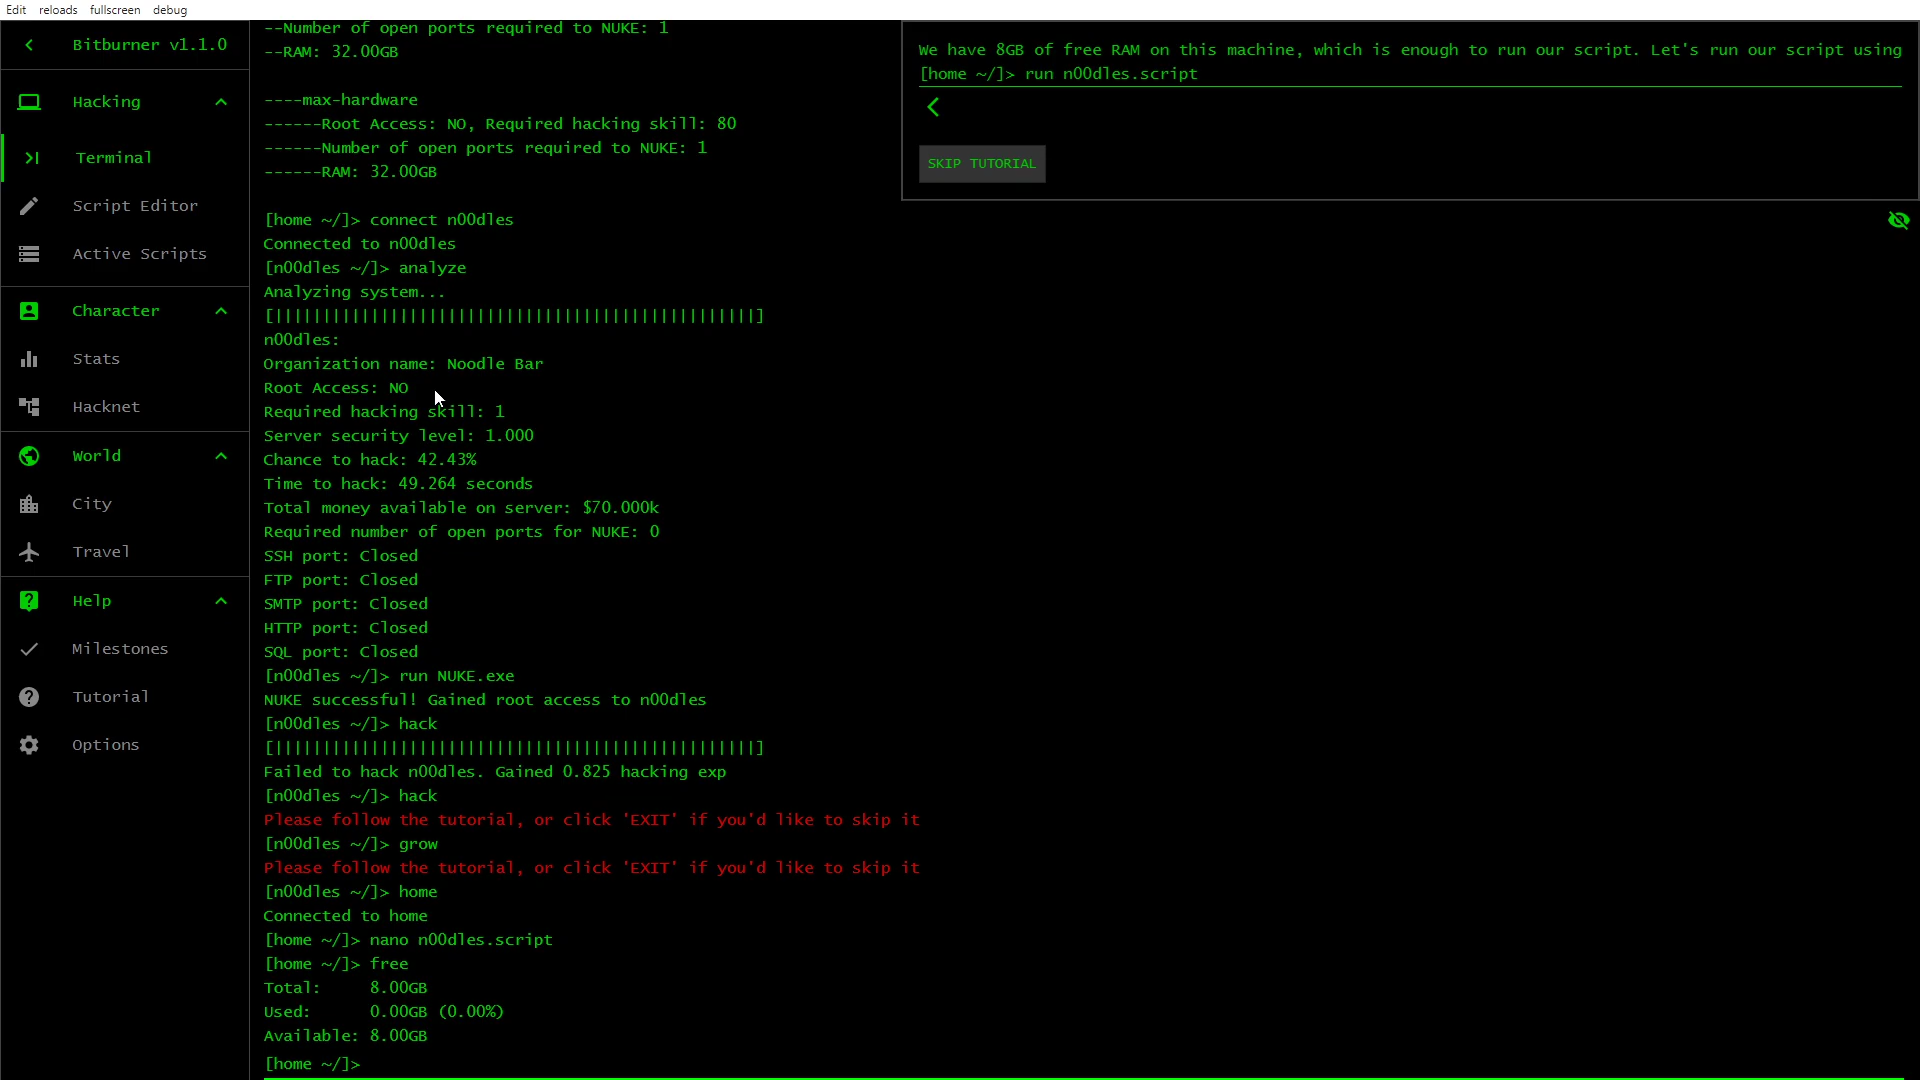 Edit reloads fullscreen debug
Bitburner v1.1.0
Hacking
Terminal
Script Editor
Active Scripts
Character
Stats
Hacknet
World
City
Travel
Help
Milestones
Tutorial
Options
--Number of open ports required to NUKE: 1
--RAM: 32.00GB
----max-hardware
------Root Access: NO, Required hacking skill: 80
------Number of open ports required to NUKE: 1
------RAM: 32.00GB
[home ~/]> connect n00dles
Connected to n00dles
[n00dles ~/]> analyze
Analyzing system...
[||||||||||||||||||||||||||||||||||||||||||||||||||]
n00dles:
Organization name: Noodle Bar
Root Access: NO
Required hacking skill: 1
Server security level: 1.000
Chance to hack: 42.43%
Time to hack: 49.264 seconds
Total money available on server: $70.000k
Required number of open ports for NUKE: 0
SSH port: Closed
FTP port: Closed
SMTP port: Closed
HTTP port: Closed
SQL port: Closed
[n00dles ~/]> run NUKE.exe
NUKE successful! Gained root access to n00dles
[n00dles ~/]> hack
[||||||||||||||||||||||||||||||||||||||||||||||||||]
Failed to hack n00dles. Gained 0.825 hacking exp
[n00dles ~/]> hack
Please follow the tutorial, or click 'EXIT' if you'd like to skip it
[n00dles ~/]> grow
Please follow the tutorial, or click 'EXIT' if you'd like to skip it
[n00dles ~/]> home
Connected to home
[home ~/]> nano n00dles.script
[home ~/]> free
Total: 8.00GB
Used: 0.00GB (0.00%)
Available: 8.00GB
[home ~/]>
We have 8GB of free RAM on this machine, which is enough to run our script. Let's run our script using
[home ~/]> run n00dles.script
SKIP TUTORIAL